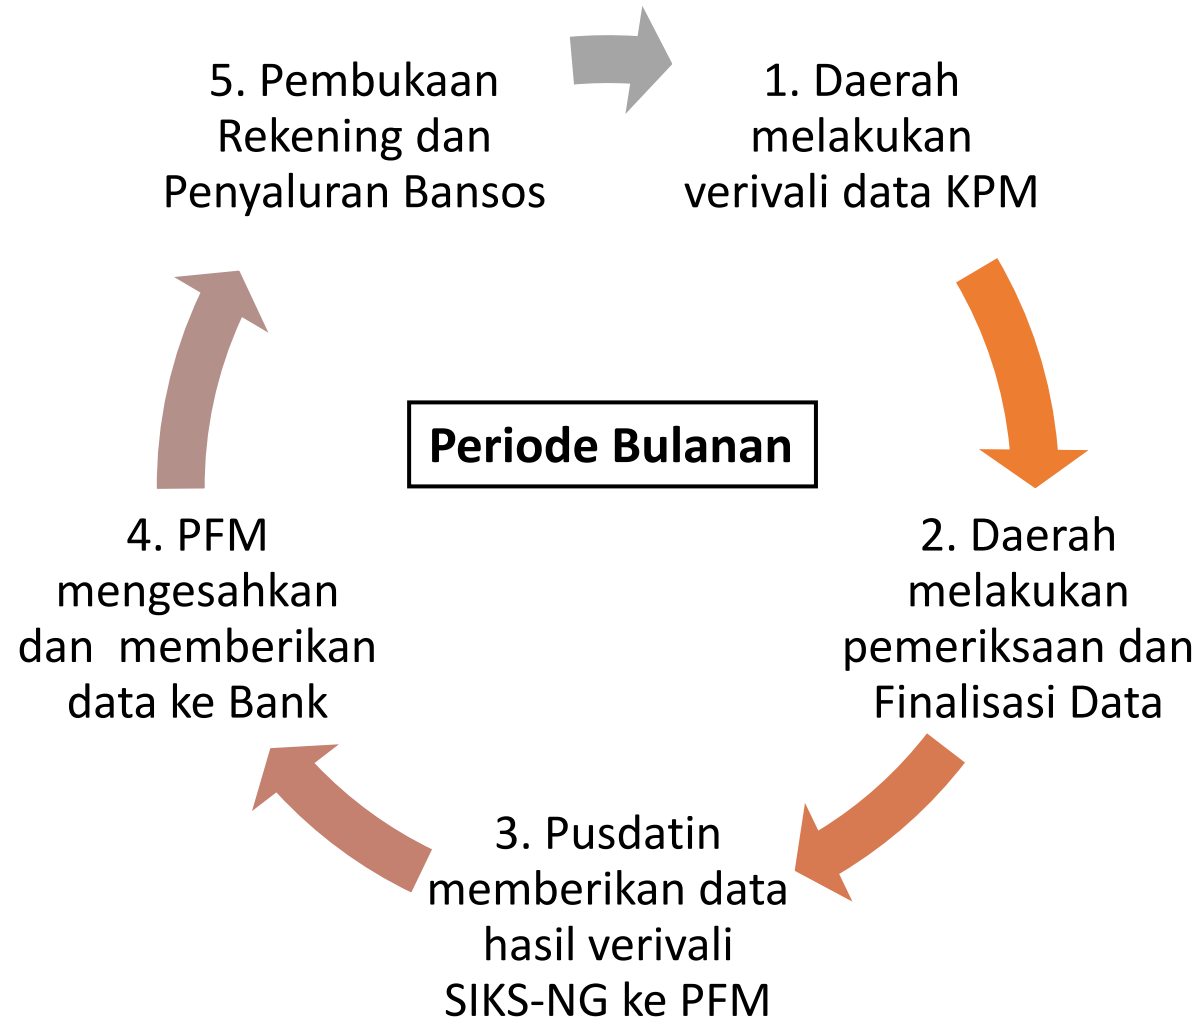 5. Pembukaan
Rekening dan
Penyaluran Bansos
1. Daerah
melakukan
verivali data KPM
Periode Bulanan
4. PFM
mengesahkan
dan  memberikan
data ke Bank
2. Daerah
melakukan
pemeriksaan dan
Finalisasi Data
3. Pusdatin
memberikan data
hasil verivali
SIKS-NG ke PFM